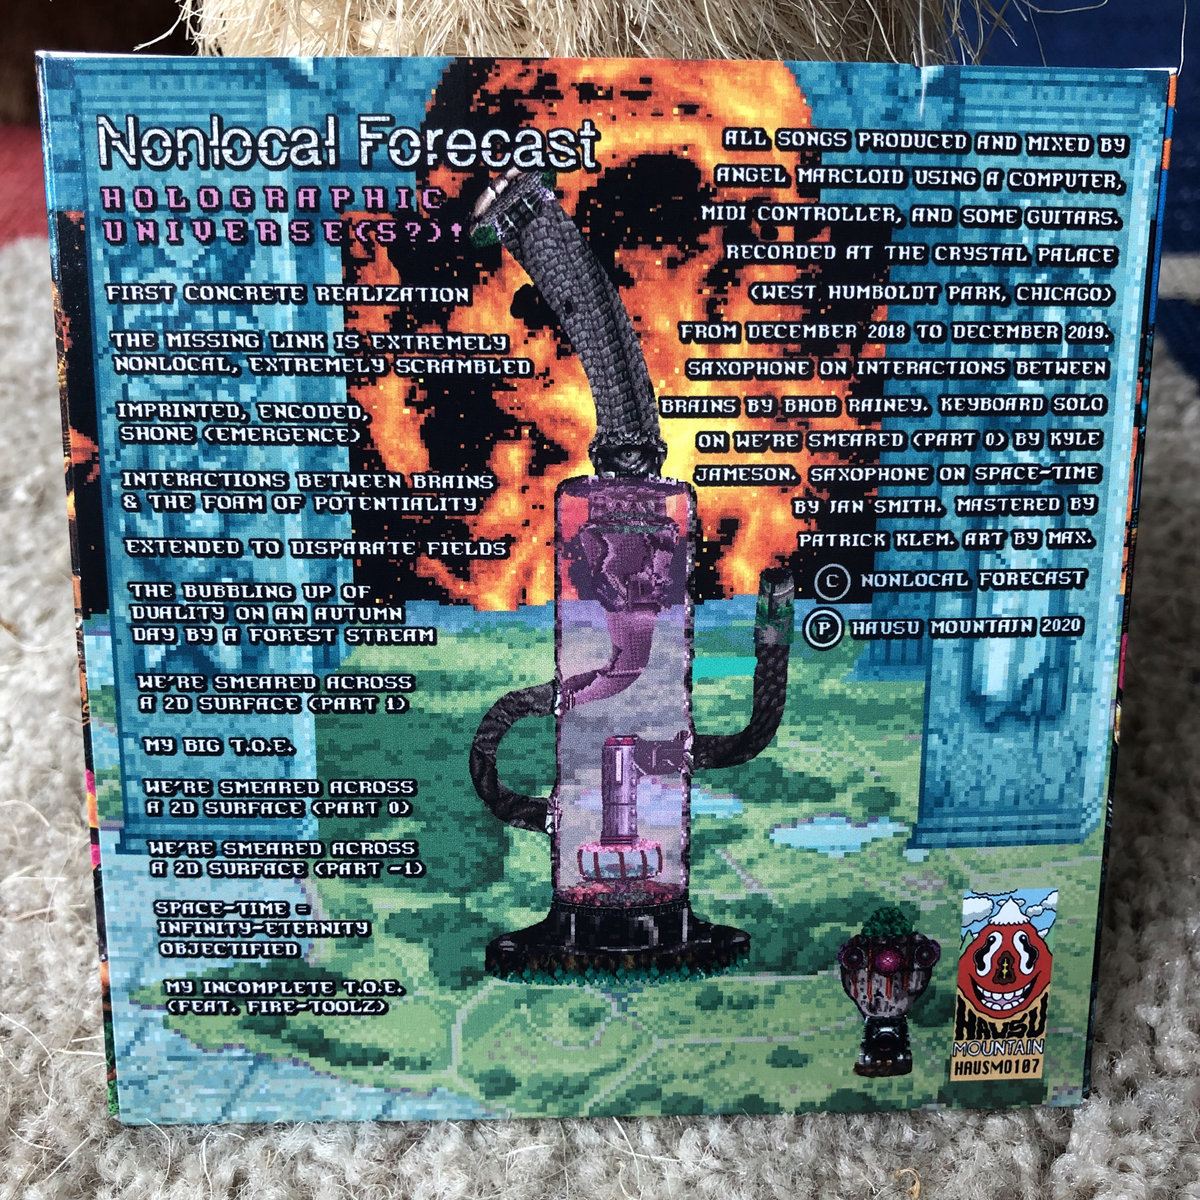 Nonlocal Forecast
HOLOGRAPHIC
UNIVERSE(S?)!
FIRST CONCRETE REALIZATION
THE MISSING LINK IS EXTREMELY
NONLOCAL, EXTREMELY SCRAMBLED
IMPRINTED, ENCODED,
SHONE (EMERGENCE)
INTERACTIONS BETWEEN BRAINS
& THE FOAM OF POTENTIALITY
EXTENDED TO DISPARATE FIELDS
THE BUBBLING UP OF
DUALITY ON AN AUTUMN
DAY BY A FOREST STREAM
WE'RE SMEARED ACROSS
A 2D SURFACE (PART 1)
MY BIG T.O.E.
WE'RE SMEARED ACROSS
A 2D SURFACE (PART 0)
WE'RE SMEARED ACROSS
A 2D SURFACE (PART -1)
SPACE-TIME =
INFINITY-ETERNITY
OBJECTIFIED
MY INCOMPLETE T.O.E.
(FEAT. FIRE-TOOLZ)
ALL SONGS PRODUCED AND MIXED BY
ANGEL MARCLOID USING A COMPUTER,
MIDI CONTROLLER, AND SOME GUITARS.
RECORDED AT THE CRYSTAL PALACE
(WEST HUMBOLDT PARK, CHICAGO)
FROM DECEMBER 2018 TO DECEMBER 2019.
SAXOPHONE ON INTERACTIONS BETWEEN
BRAINS BY BHOB RAINEY. KEYBOARD SOLO
ON WE'RE SMEARED (PART 0) BY KYLE
JAMESON. SAXOPHONE ON SPACE-TIME
BY IAN SMITH. MASTERED BY
PATRICK KLEM. ART BY MAX.
© NONLOCAL FORECAST
℗ HAUSU MOUNTAIN 2020
HAUSU
MOUNTAIN
HAUSMO107